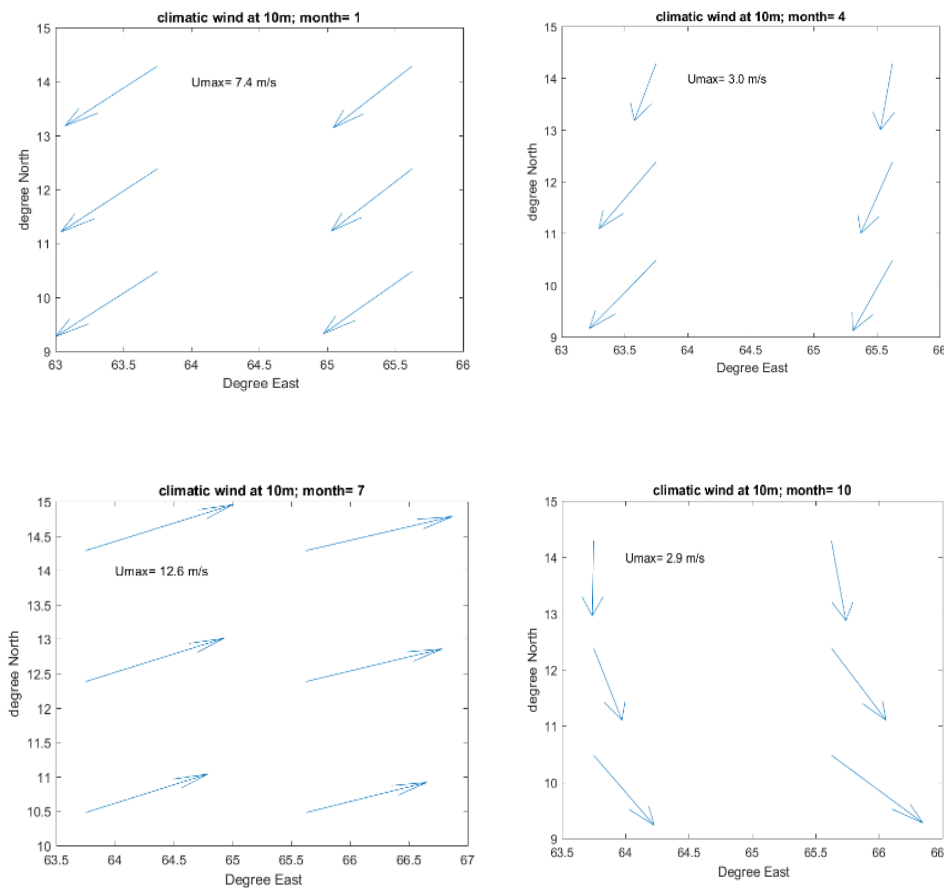 climatic wind at 10m; month= 1
Umax= 7.4 m/s
degree North
15
14
13
12
11
10
9
63 63.5 64 64.5 65 65.5 66
Degree East
climatic wind at 10m; month= 4
Umax= 3.0 m/s
degree North
15
14
13
12
11
10
9
63 63.5 64 64.5 65 65.5 66
Degree East
climatic wind at 10m; month= 7
Umax= 12.6 m/s
degree North
15
14.5
14
13.5
13
12.5
12
11.5
11
10.5
10
63.5 64 64.5 65 65.5 66 66.5 67
Degree East
climatic wind at 10m; month= 10
Umax= 2.9 m/s
degree North
15
14
13
12
11
10
9
63.5 64 64.5 65 65.5 66
Degree East